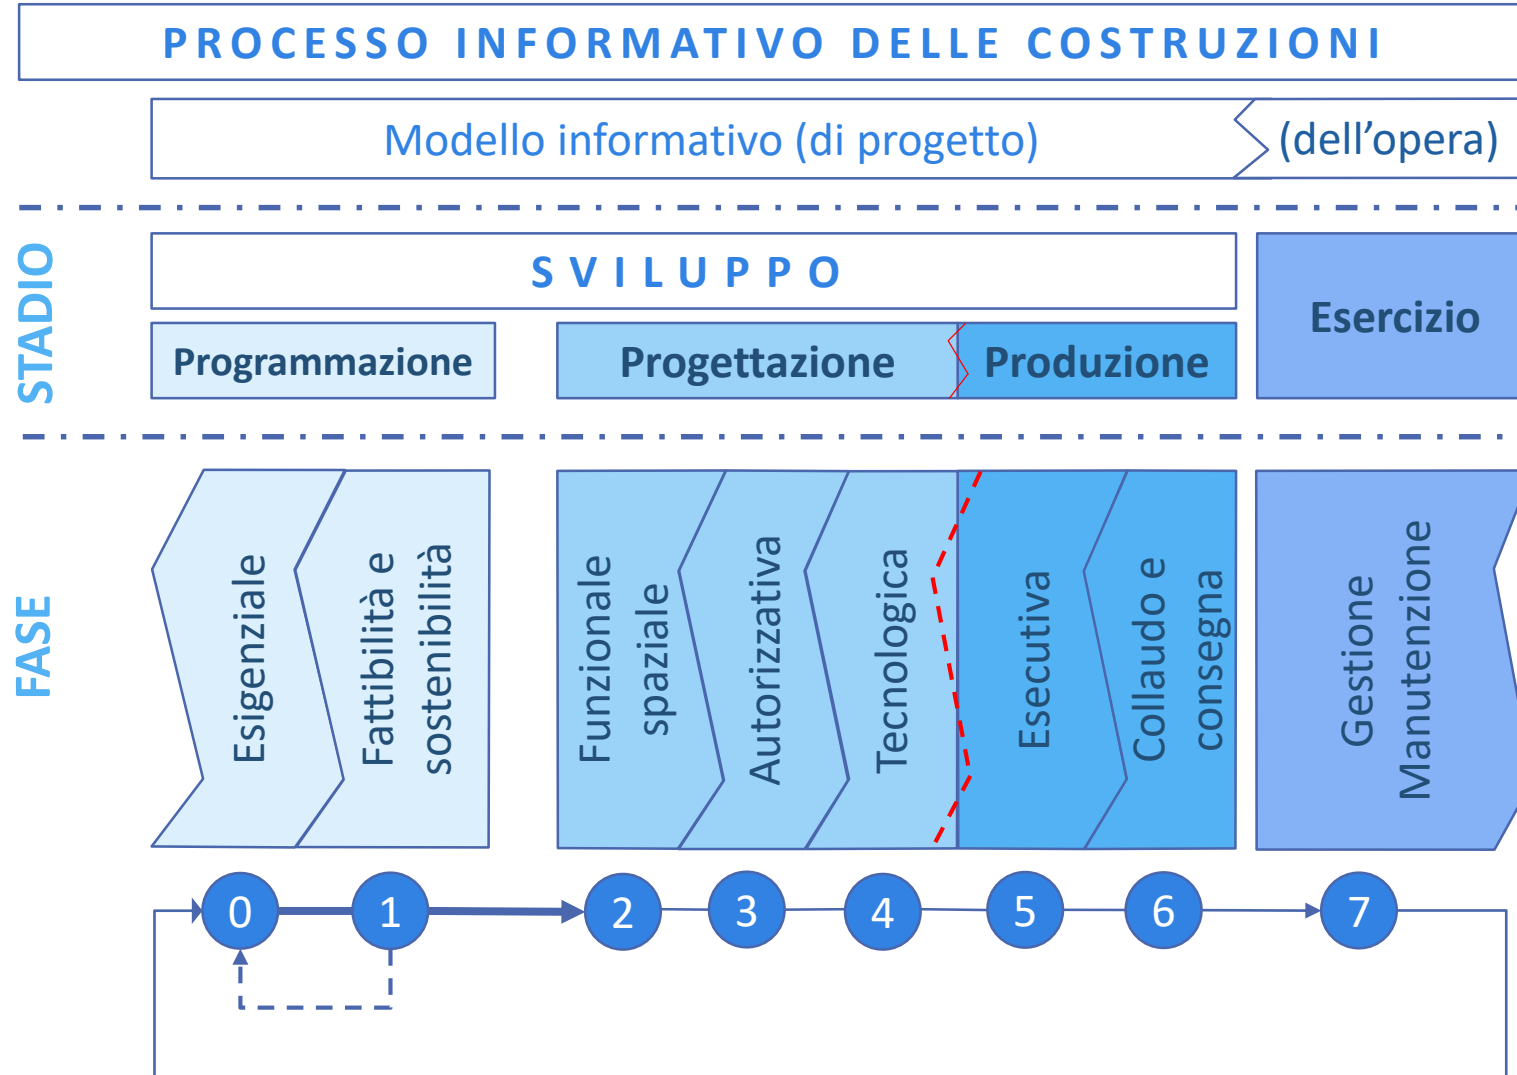 PROCESSO INFORMATIVO DELLE COSTRUZIONI
Modello informativo (di progetto)
(dell’opera)
STADIO
SVILUPPO
Esercizio
Programmazione
Progettazione
Produzione
FASE
Esigenziale
Fattibilità e
sostenibilità
Funzionale
spaziale
Autorizzativa
Tecnologica
Esecutiva
Collaudo e
consegna
Gestione
Manutenzione
0
1
2
3
4
5
6
7